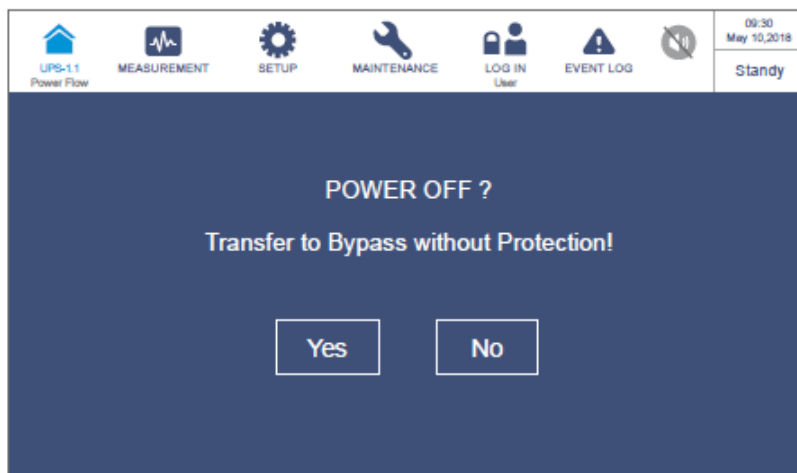 UPS-1.1
Power Flow
MEASUREMENT
SETUP
MAINTENANCE
LOG IN
User
EVENT LOG
09:30
May 10,2018
Standy
POWER OFF ?
Transfer to Bypass without Protection!
Yes
No